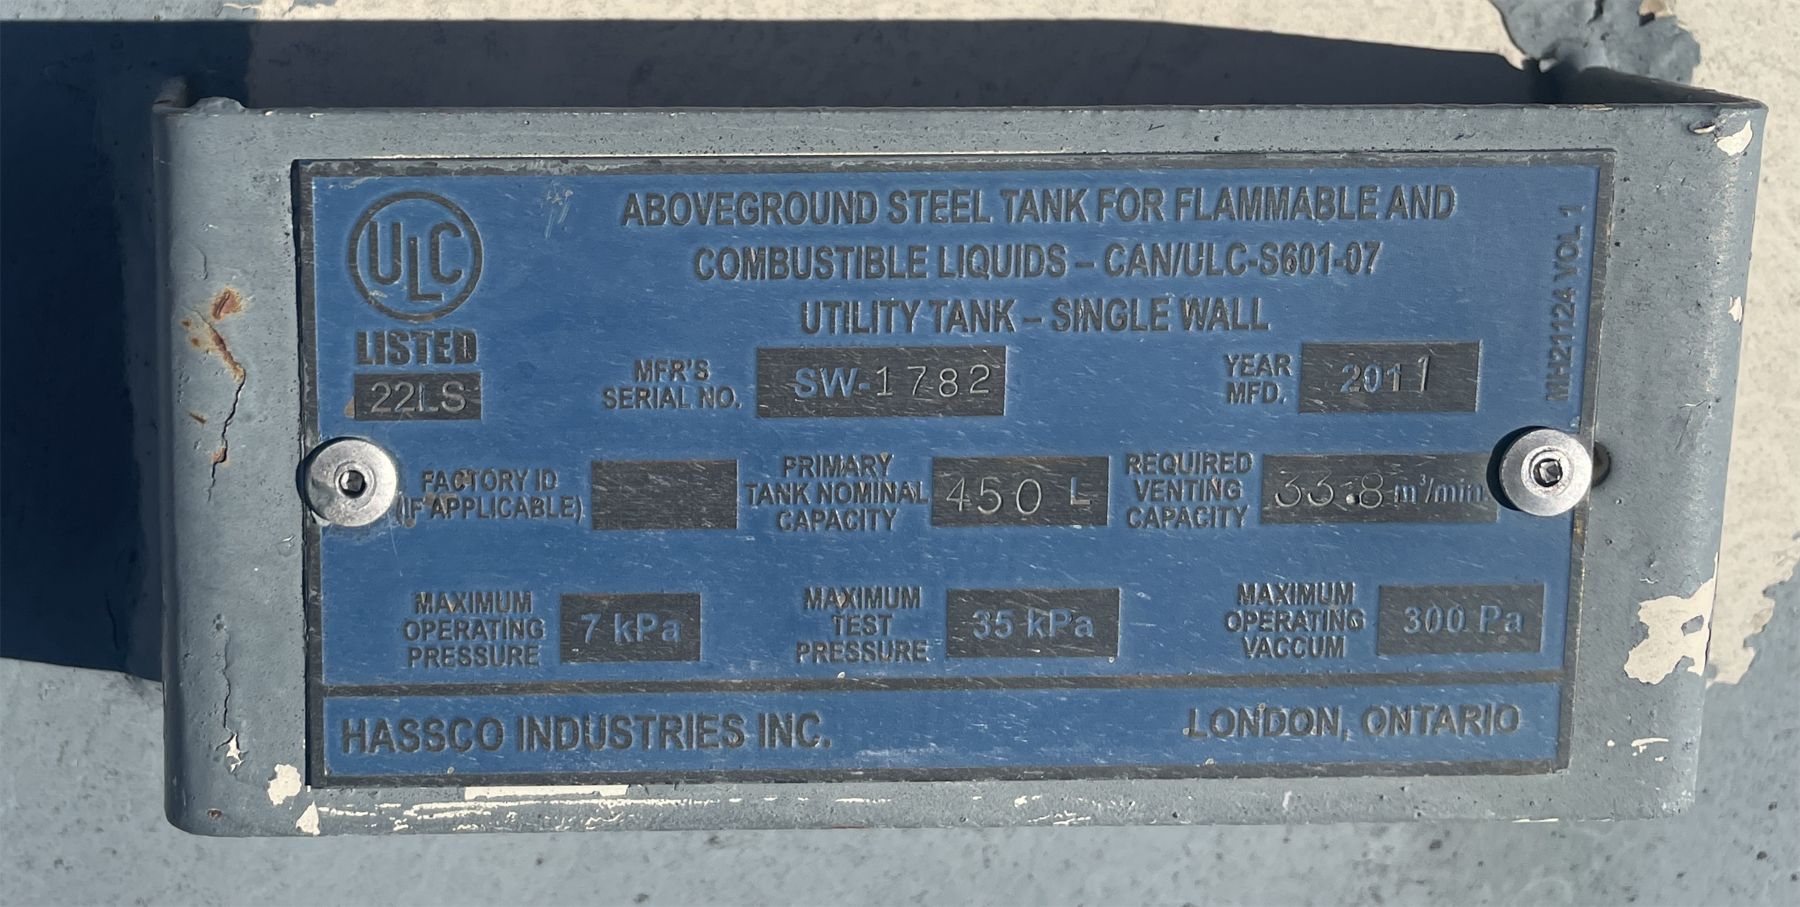 ULC
LISTED
22LS
ABOVEGROUND STEEL TANK FOR FLAMMABLE AND
COMBUSTIBLE LIQUIDS – CAN/ULC-S601-07
UTILITY TANK – SINGLE WALL
MH21124 VOL 1
MFR'S
SERIAL NO.
SW-1782
YEAR
MFD.
2011
FACTORY ID
(IF APPLICABLE)
PRIMARY
TANK NOMINAL
CAPACITY
450 L
REQUIRED
VENTING
CAPACITY
33.8 m³/min
MAXIMUM
OPERATING
PRESSURE
7 kPa
MAXIMUM
TEST
PRESSURE
35 kPa
MAXIMUM
OPERATING
VACCUM
300 Pa
HASSCO INDUSTRIES INC.
LONDON, ONTARIO